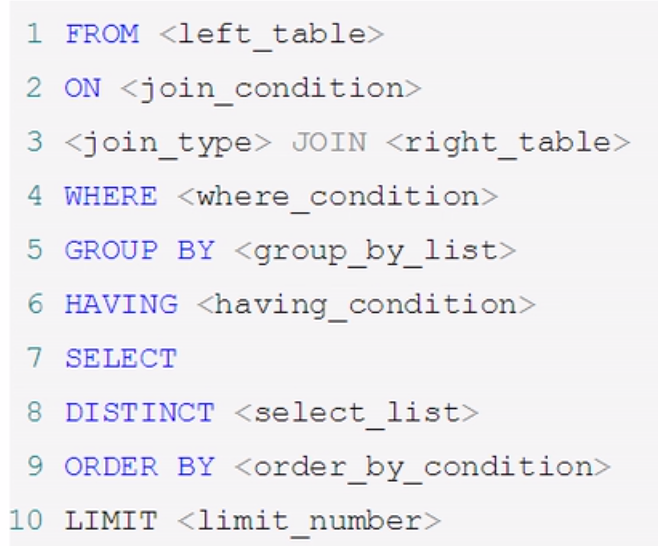 1 FROM <left_table>
2 ON <join_condition>
3 <join_type> JOIN <right_table>
4 WHERE <where_condition>
5 GROUP BY <group_by_list>
6 HAVING <having_condition>
7 SELECT
8 DISTINCT <select_list>
9 ORDER BY <order_by_condition>
10 LIMIT <limit_number>